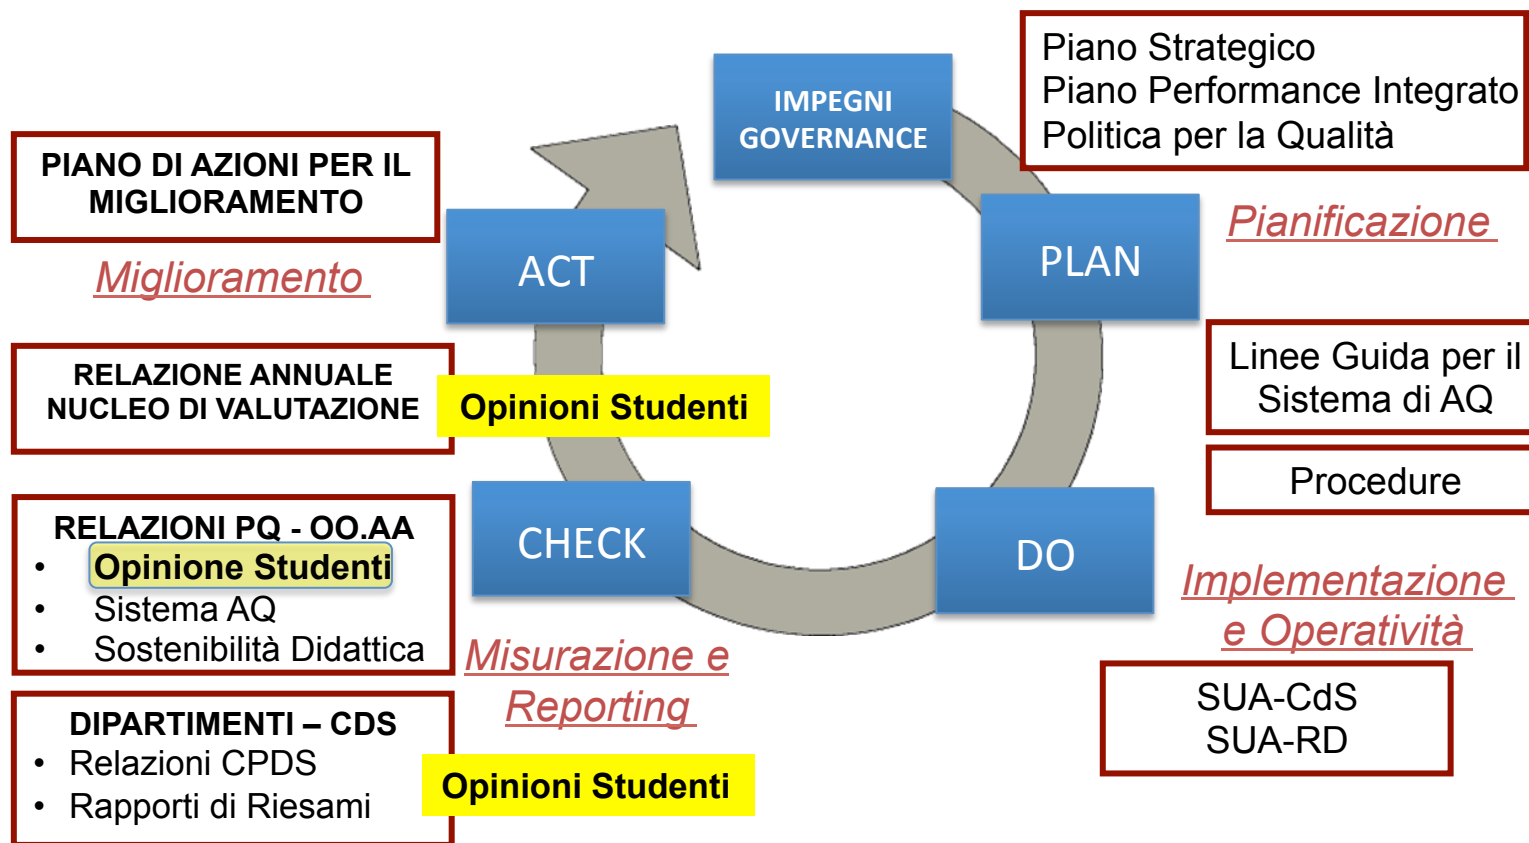 IMPEGNI
GOVERNANCE
Piano Strategico
Piano Performance Integrato
Politica per la Qualità
PLAN
Pianificazione
Linee Guida per il
Sistema di AQ
Procedure
DO
Implementazione
e Operatività
SUA-CdS
SUA-RD
CHECK
Misurazione e
Reporting
DIPARTIMENTI – CDS
• Relazioni CPDS
• Rapporti di Riesami
Opinioni Studenti
RELAZIONI PQ - OO.AA
• Opinione Studenti
• Sistema AQ
• Sostenibilità Didattica
RELAZIONE ANNUALE
NUCLEO DI VALUTAZIONE
Opinioni Studenti
ACT
Miglioramento
PIANO DI AZIONI PER IL
MIGLIORAMENTO